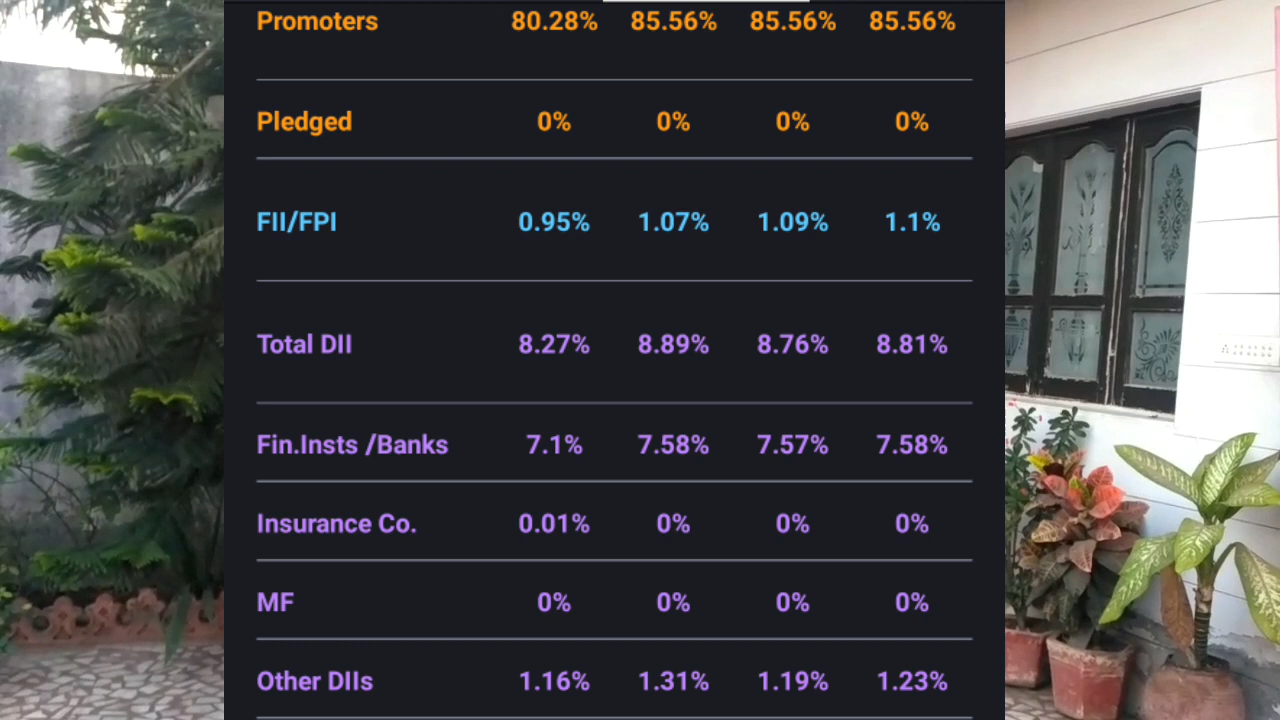 Promoters 80.28% 85.56% 85.56% 85.56%
Pledged 0% 0% 0% 0%
FII/FPI 0.95% 1.07% 1.09% 1.1%
Total DII 8.27% 8.89% 8.76% 8.81%
Fin.Insts /Banks 7.1% 7.58% 7.57% 7.58%
Insurance Co. 0.01% 0% 0% 0%
MF 0% 0% 0% 0%
Other DIIs 1.16% 1.31% 1.19% 1.23%